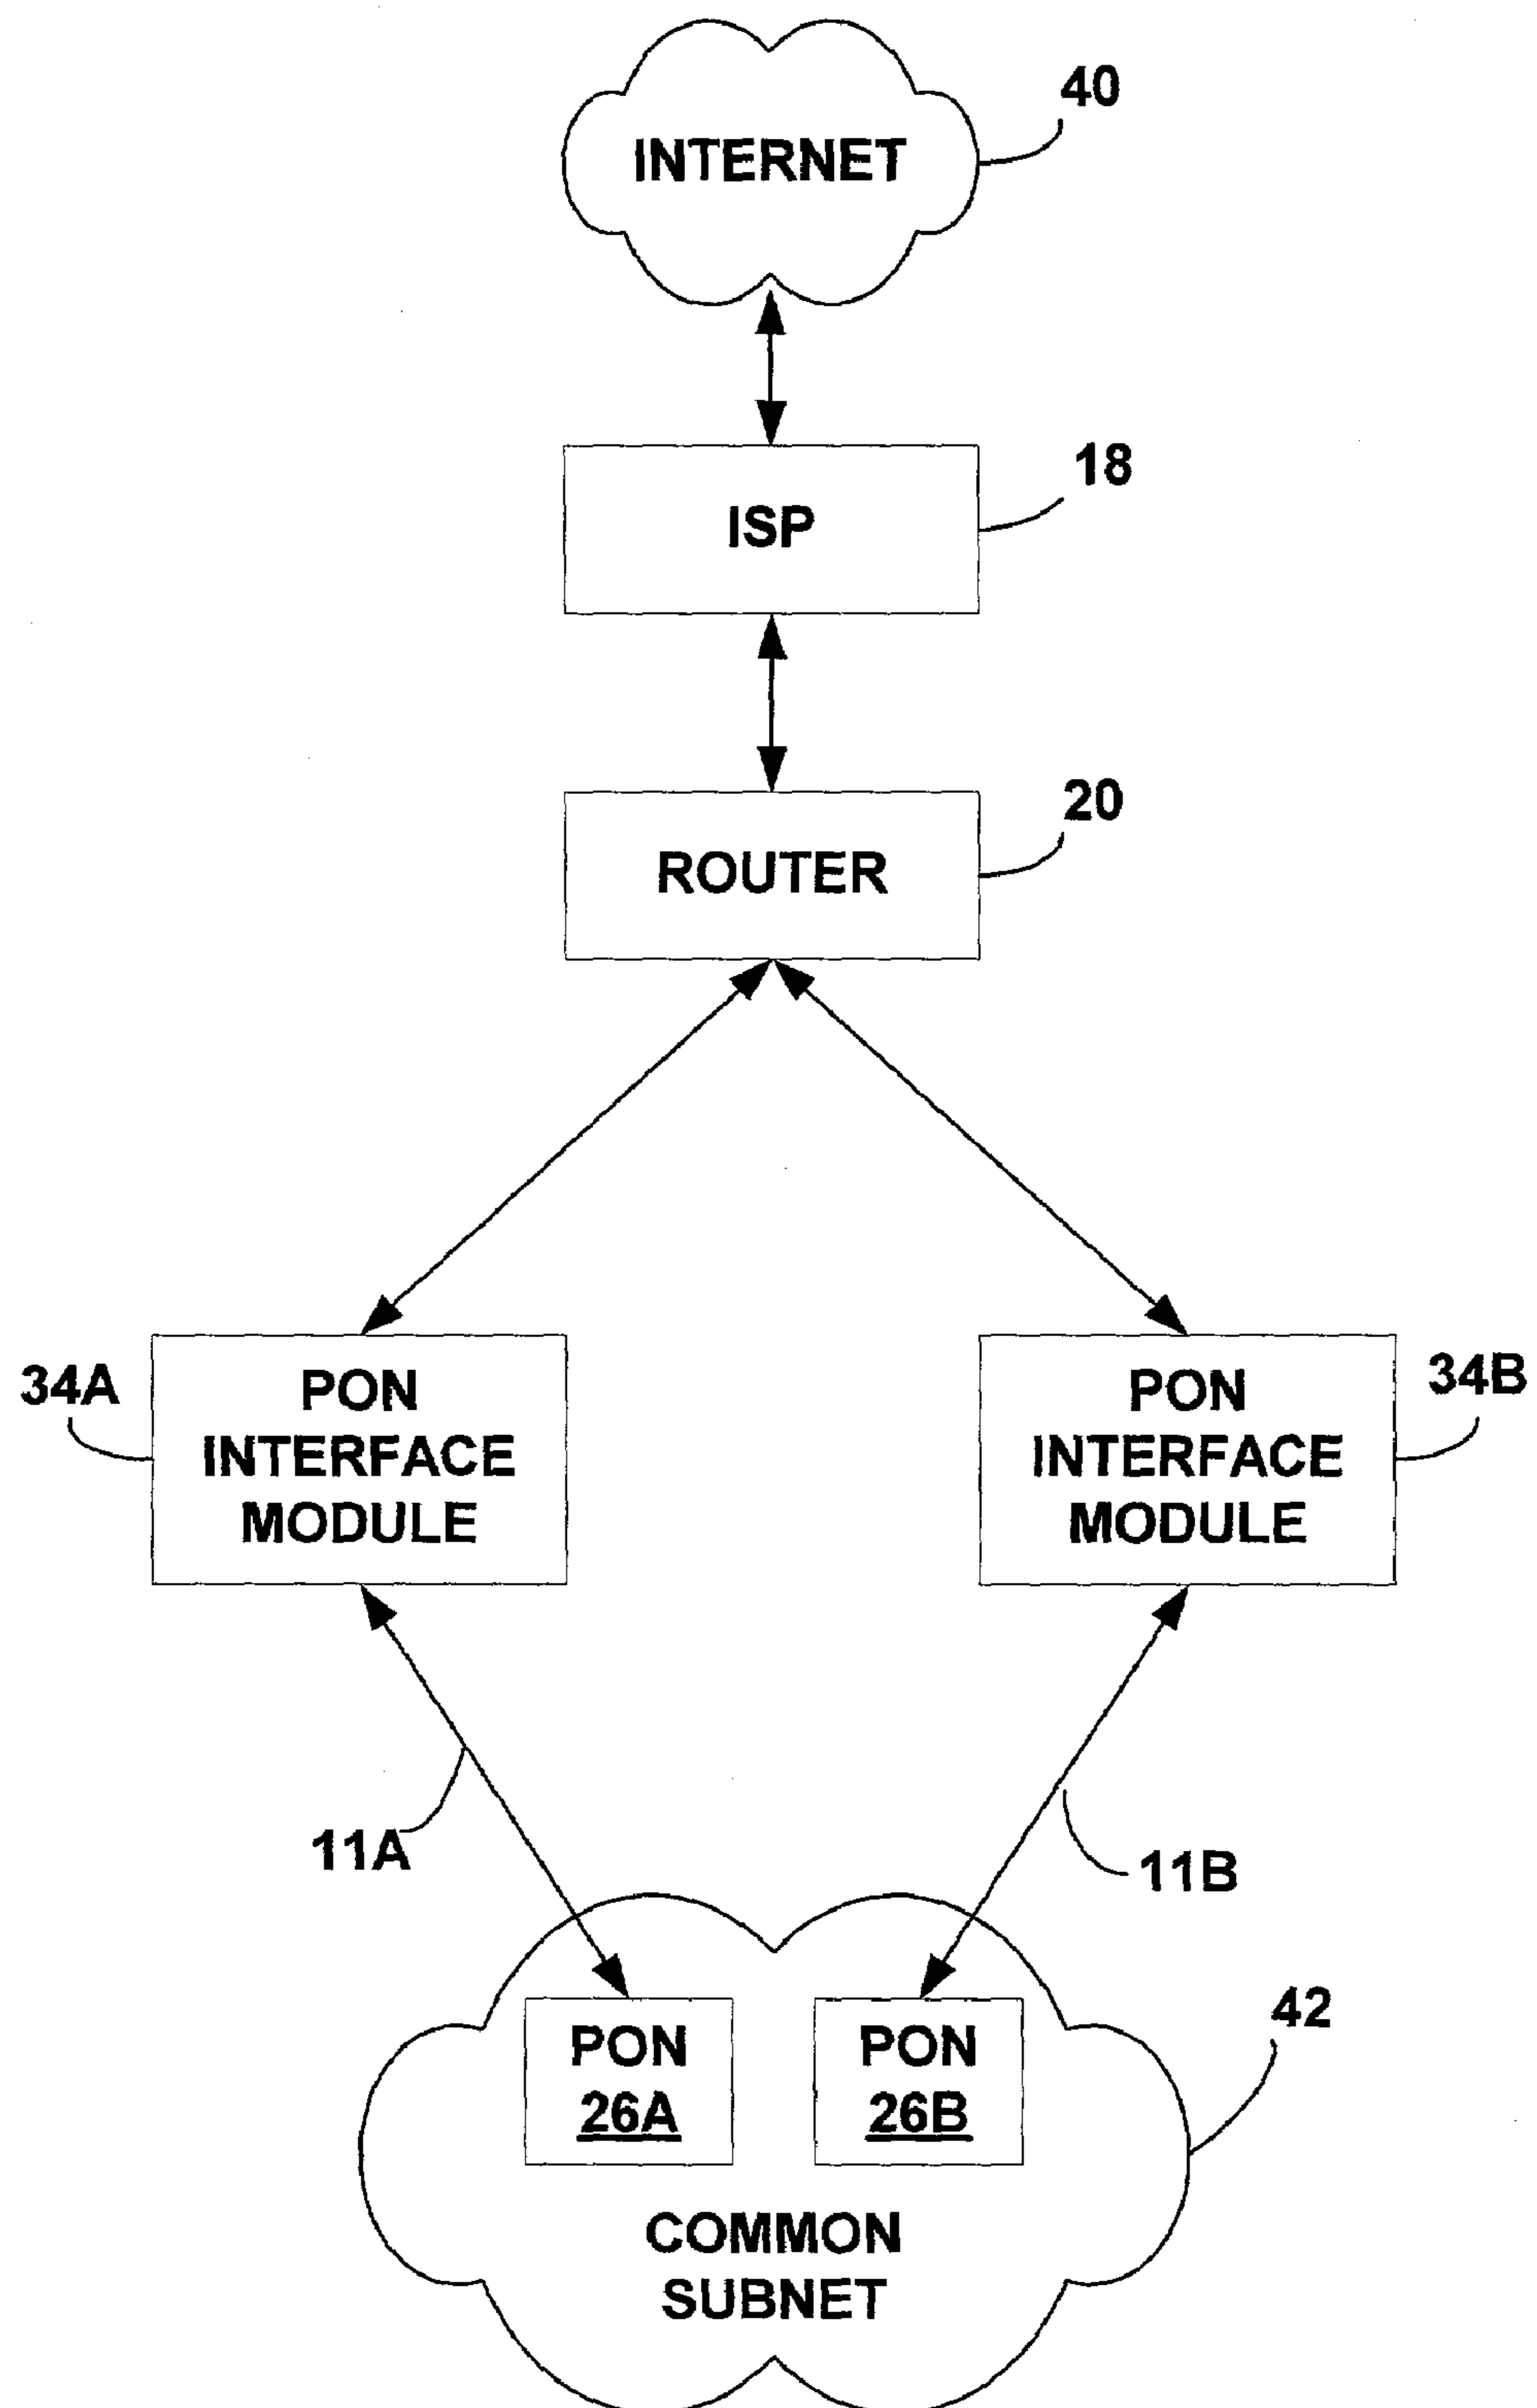 40
INTERNET
18
ISP
20
ROUTER
34A
PON
INTERFACE
MODULE
34B
PON
INTERFACE
MODULE
11A
11B
42
PON
26A
PON
26B
COMMON
SUBNET